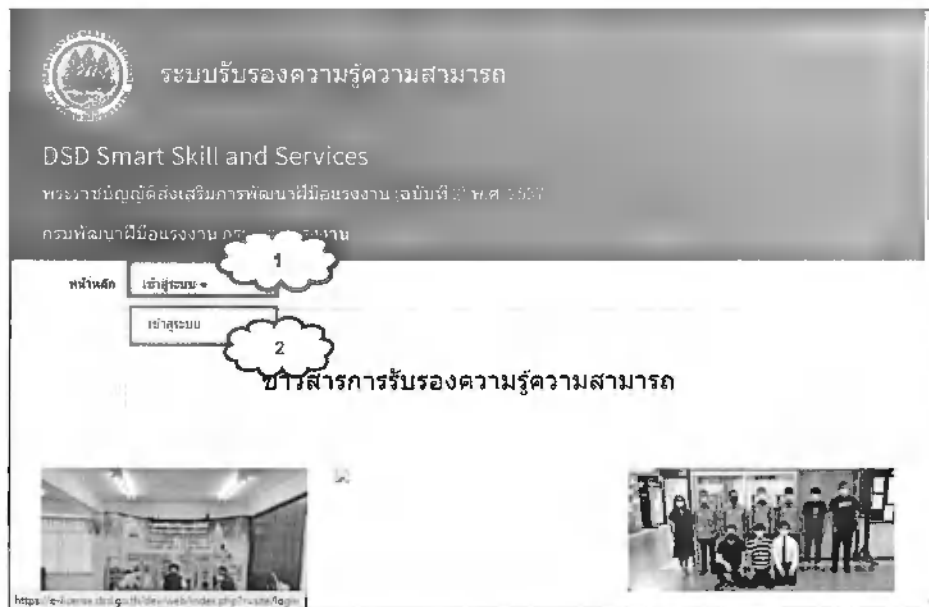 ระบบรับรองความรู้ความสามารถ
DSD Smart Skill and Services
พระราชบัญญัติส่งเสริมการพัฒนาฝีมือแรงงาน (ฉบับที่ 2) พ.ศ.
กรมพัฒนาฝีมือแรงงาน
1
หน้าหลัก เข้าสู่ระบบ
เข้าสู่ระบบ
2
ข่าวสารการรับรองความรู้ความสามารถ